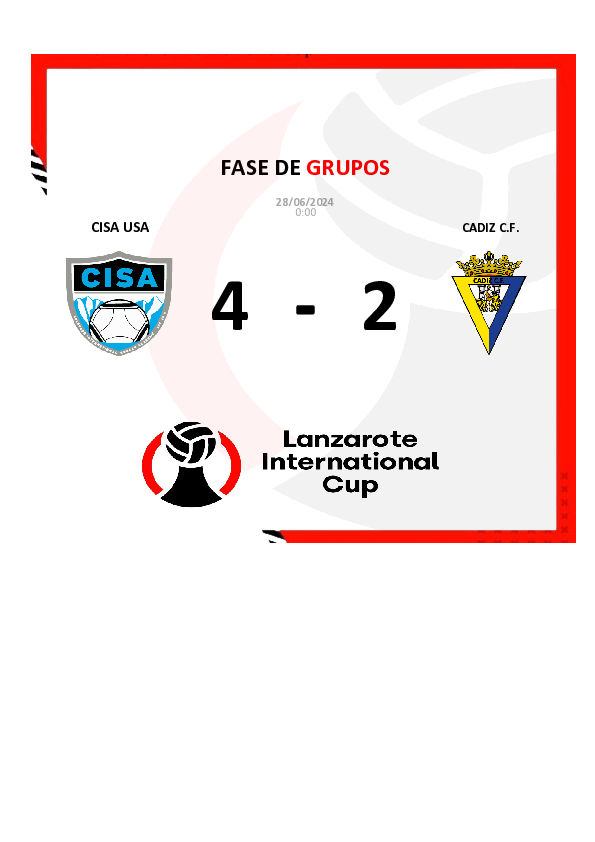 FASE DE GRUPOS
28/06/2024
0:00
CISA USA
CADIZ C.F.
CISA
CADIZ C.F.
4 - 2
Lanzarote
International
Cup